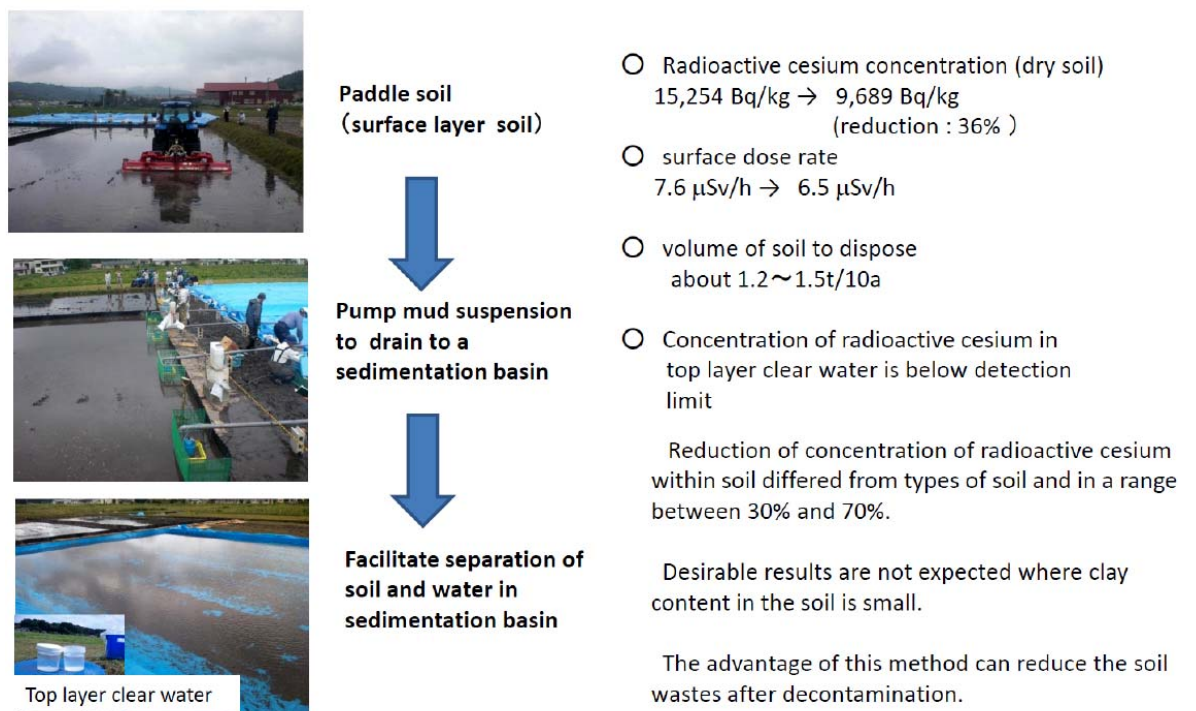 Paddle soil
（surface layer soil）
Pump mud suspension
to drain to a
sedimentation basin
Facilitate separation of
soil and water in
sedimentation basin
Top layer clear water
○ Radioactive cesium concentration (dry soil)
15,254 Bq/kg → 9,689 Bq/kg
(reduction : 36% ）
○ surface dose rate
7.6 μSv/h → 6.5 μSv/h
○ volume of soil to dispose
about 1.2～1.5t/10a
○ Concentration of radioactive cesium in
top layer clear water is below detection
limit
Reduction of concentration of radioactive cesium
within soil differed from types of soil and in a range
between 30% and 70%.
Desirable results are not expected where clay
content in the soil is small.
The advantage of this method can reduce the soil
wastes after decontamination.